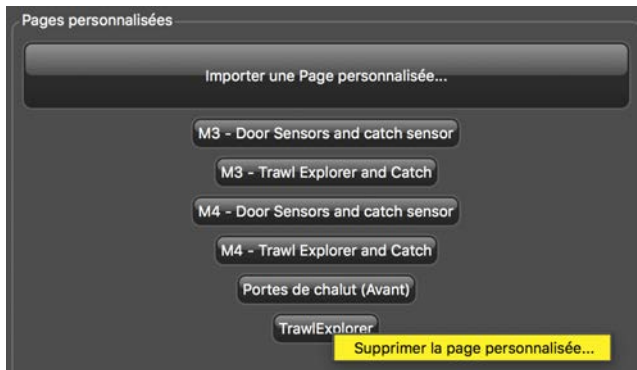 Pages personnalisées
Importer une Page personnalisée...
M3 - Door Sensors and catch sensor
M3 - Trawl Explorer and Catch
M4 - Door Sensors and catch sensor
M4 - Trawl Explorer and Catch
Portes de chalut (Avant)
TrawlExplorer
Supprimer la page personnalisée...